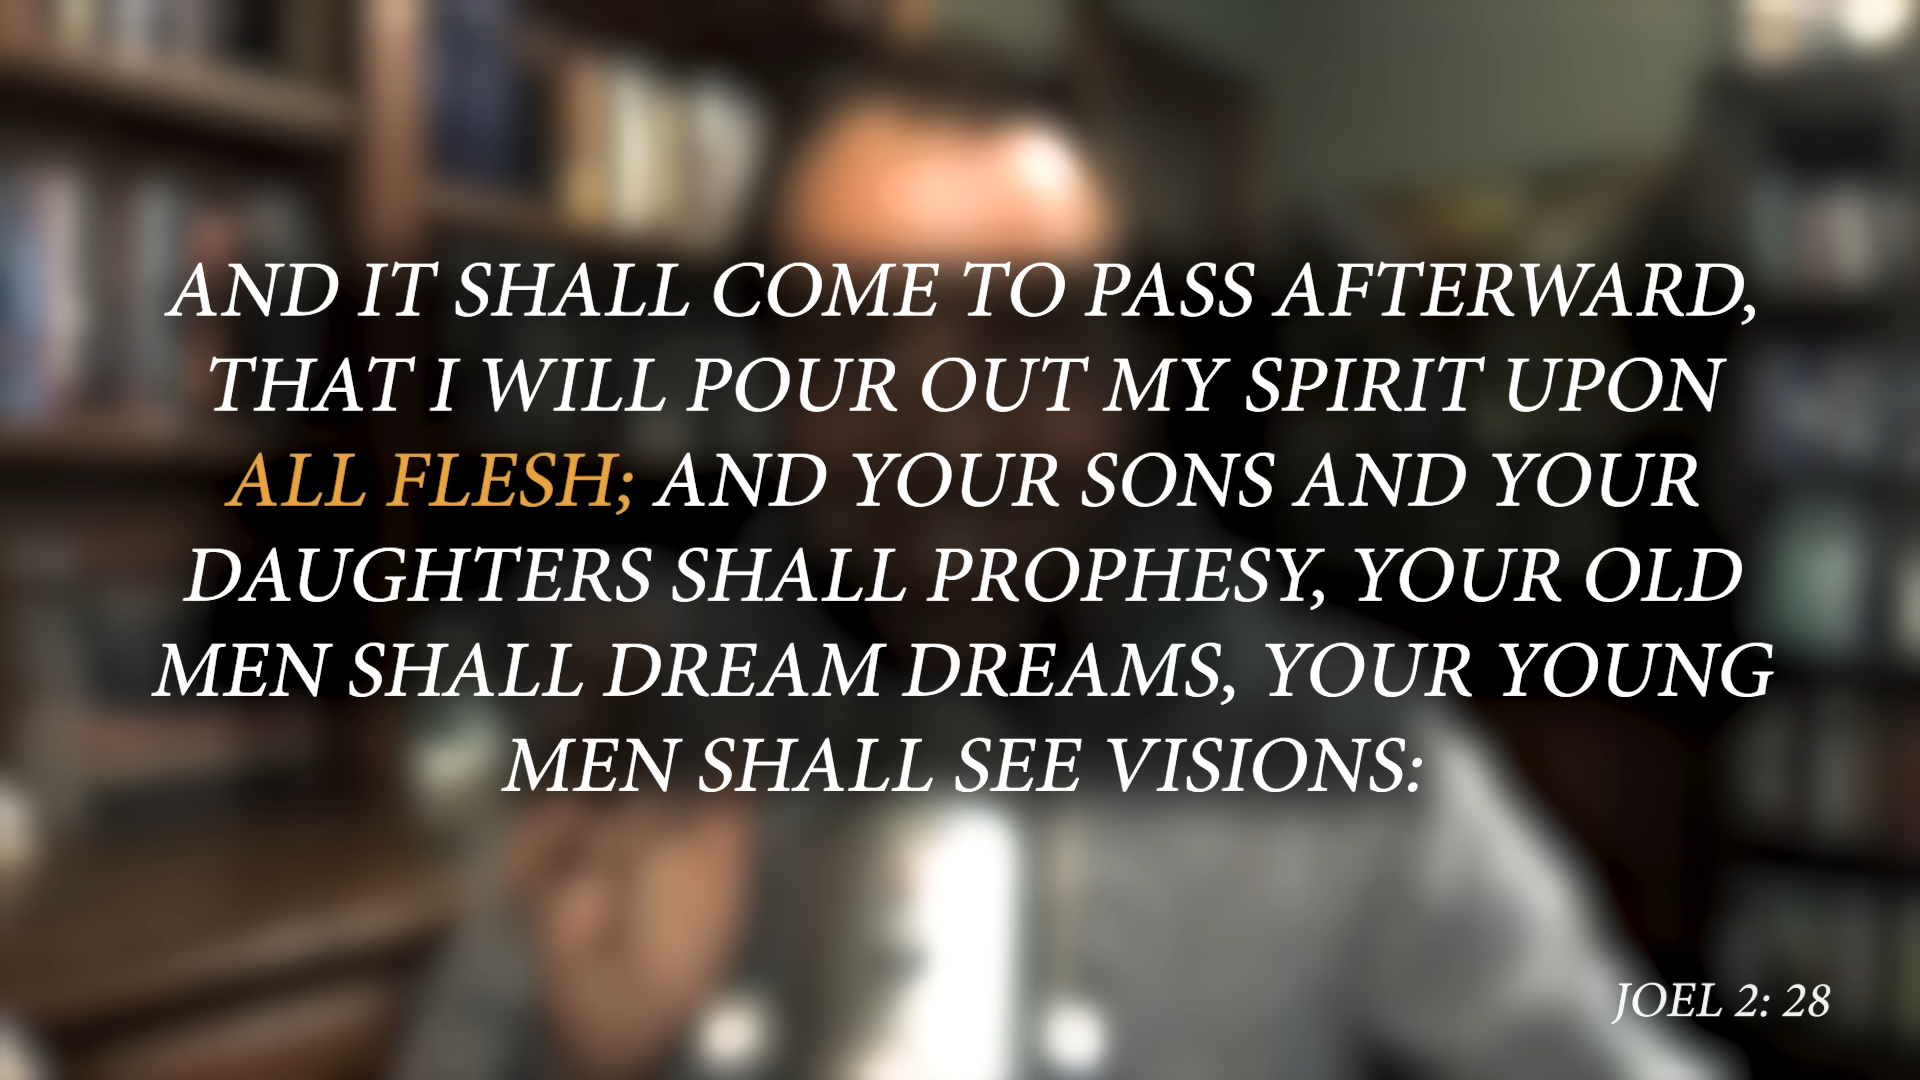 AND IT SHALL COME TO PASS AFTERWARD,
THAT I WILL POUR OUT MY SPIRIT UPON
ALL FLESH; AND YOUR SONS AND YOUR
DAUGHTERS SHALL PROPHESY, YOUR OLD
MEN SHALL DREAM DREAMS, YOUR YOUNG
MEN SHALL SEE VISIONS:
JOEL 2: 28